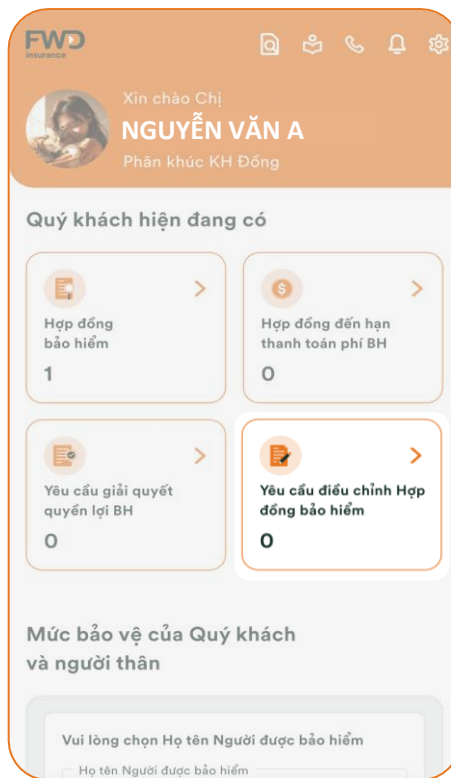 FWD
insurance
Xin chào Chị
NGUYỄN VĂN A
Phân khúc KH Đồng
Quý khách hiện đang có
Hợp đồng
bảo hiểm
1
Hợp đồng đến hạn
thanh toán phí BH
0
Yêu cầu giải quyết
quyền lợi BH
0
Yêu cầu điều chỉnh Hợp
đồng bảo hiểm
0
Mức bảo vệ của Quý khách
và người thân
Vui lòng chọn Họ tên Người được bảo hiểm
Họ tên Người được bảo hiểm